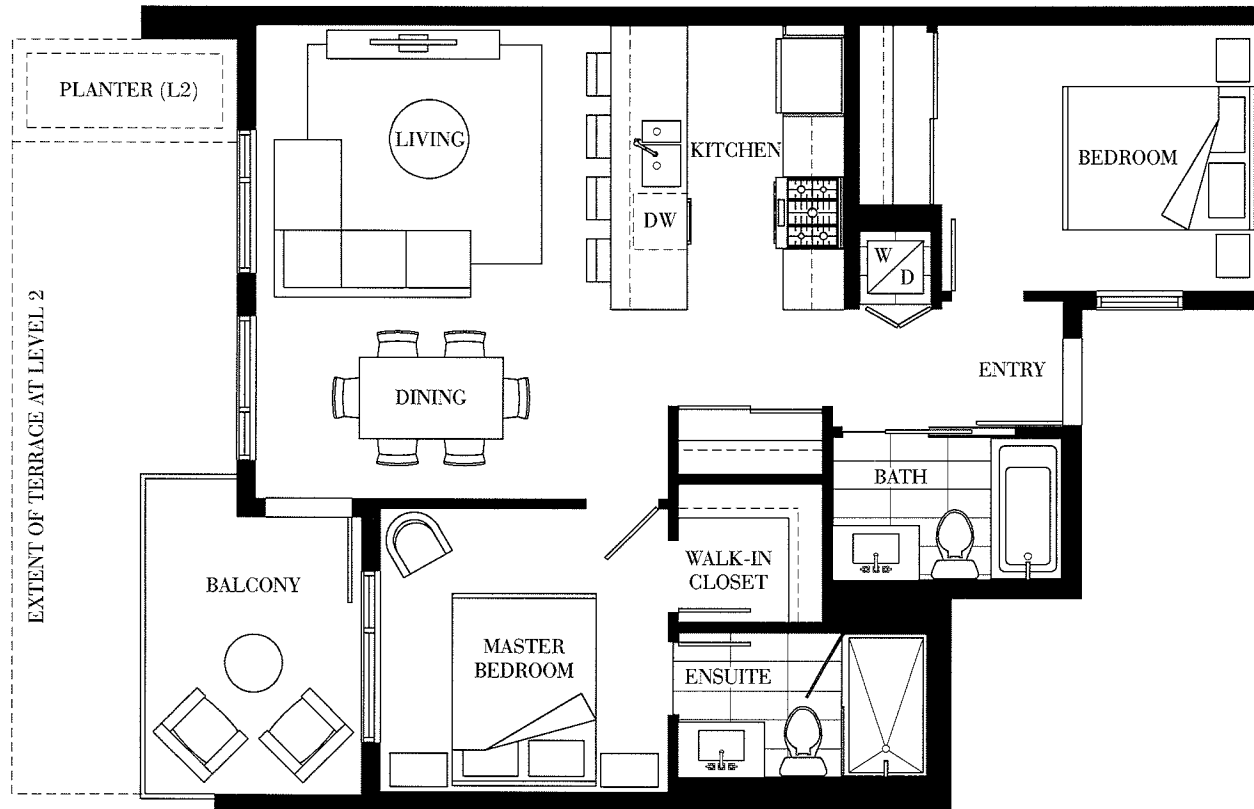 PLANTER (L2)
LIVING
KITCHEN
BEDROOM
DW
W
D
EXTENT OF TERRACE AT LEVEL 2
ENTRY
DINING
BATH
BALCONY
WALK-IN
CLOSET
MASTER
BEDROOM
ENSUITE